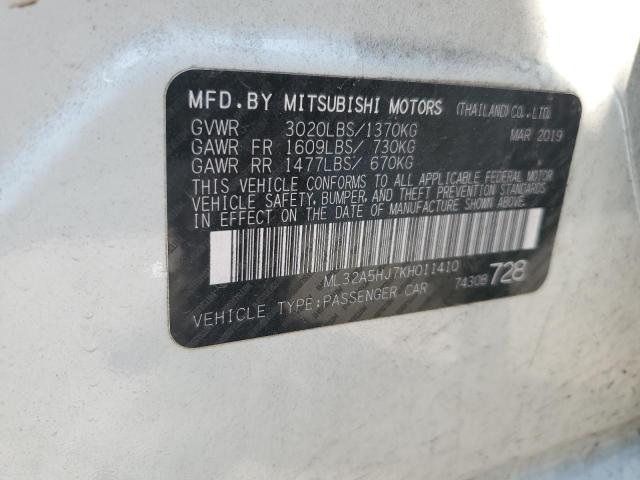 MFD. BY MITSUBISHI MOTORS (THAILAND) CO., LTD.
GVWR 3020LBS/1370KG MAR 2019
GAWR FR 1609LBS/ 730KG
GAWR RR 1477LBS/ 670KG
THIS VEHICLE CONFORMS TO ALL APPLICABLE FEDERAL MOTOR
VEHICLE SAFETY, BUMPER, AND THEFT PREVENTION STANDARDS
IN EFFECT ON THE DATE OF MANUFACTURE SHOWN ABOVE.
ML32A5HJ7KH011410
VEHICLE TYPE:PASSENGER CAR 7430B 728